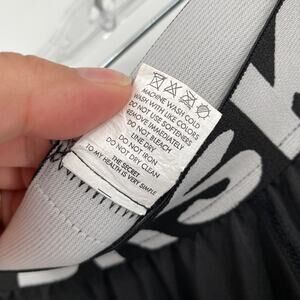 MACHINE WASH COLD
WASH WITH LIKE COLORS
DO NOT USE SOFTENERS
REMOVE IMMEDIATELY
DO NOT BLEACH
LINE DRY
DO NOT IRON
DO NOT DRY CLEAN
THE SECRET
TO MY HEALTH IS VERY SIMPLE